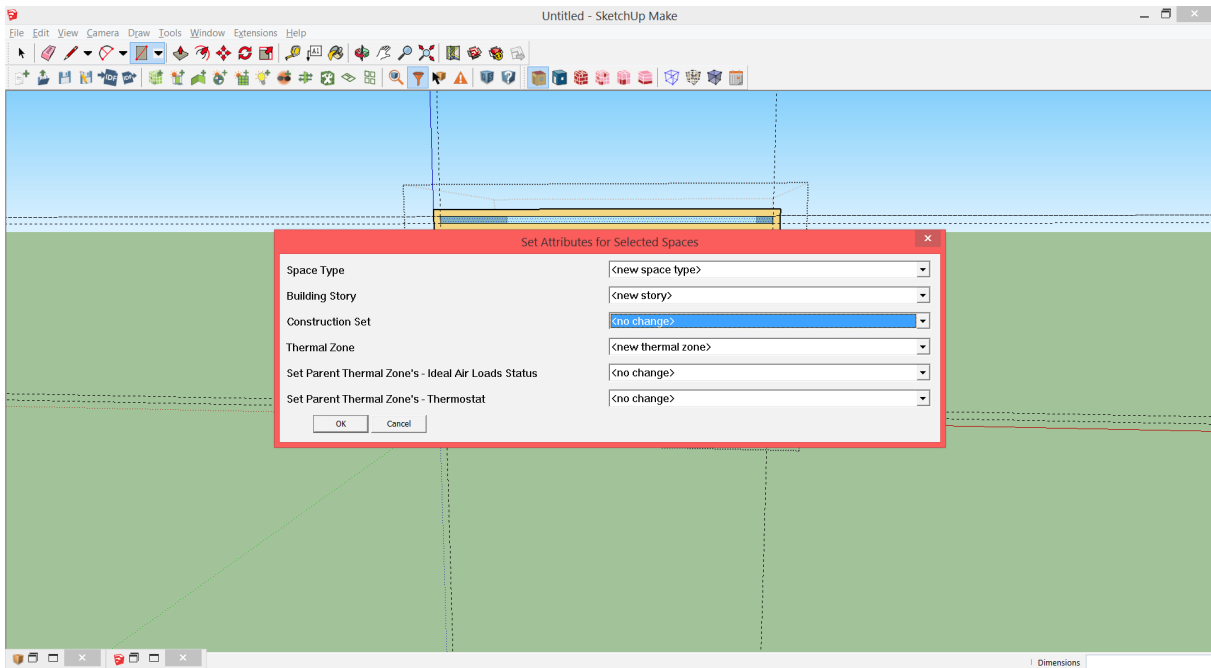 Untitled - SketchUp Make
File Edit View Camera Draw Tools Window Extensions Help
A1
IDF
Set Attributes for Selected Spaces
Space Type <new space type>
Building Story <new story>
Construction Set <no change>
Thermal Zone <new thermal zone>
Set Parent Thermal Zone's - Ideal Air Loads Status <no change>
Set Parent Thermal Zone's - Thermostat <no change>
OK Cancel
Dimensions